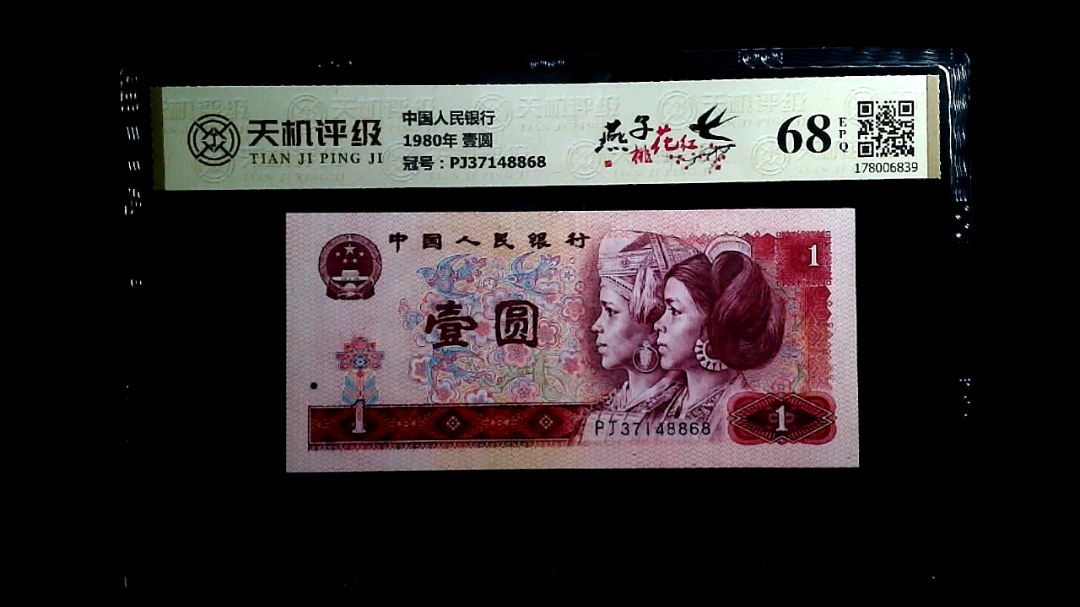 天机评级
TIAN JI PING JI
中国人民银行
1980年 壹圆
冠号：PJ37148868
燕子
桃花红
68
EPQ
178006839
中国人民银行
壹圆
1
1
PJ37148868
1